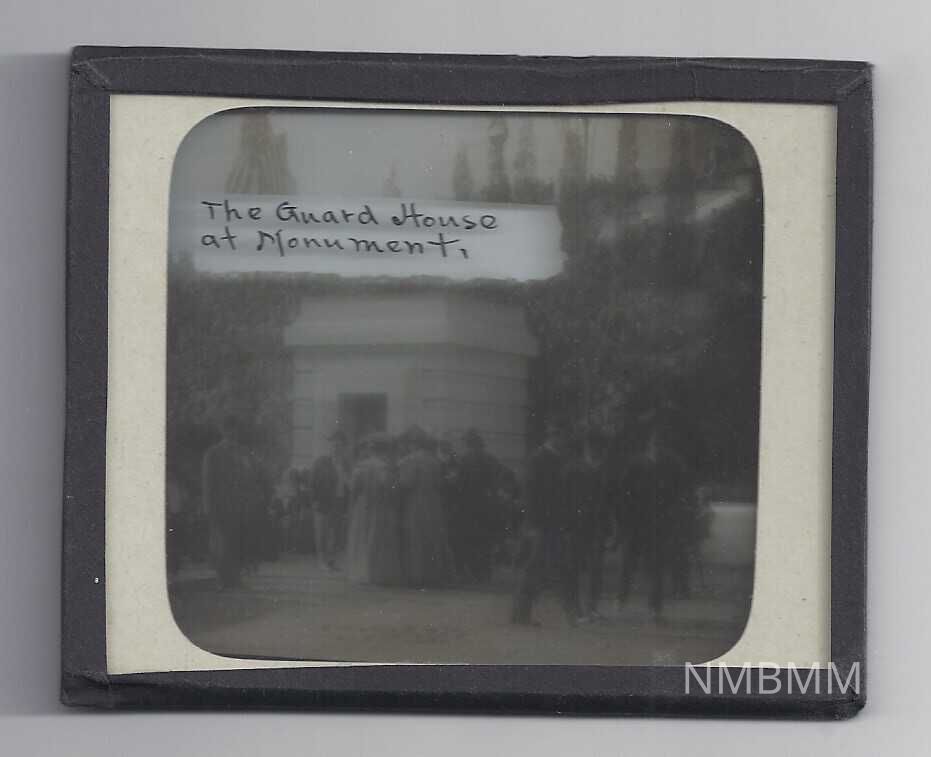 The Guard House
at Monument,
NMBMM